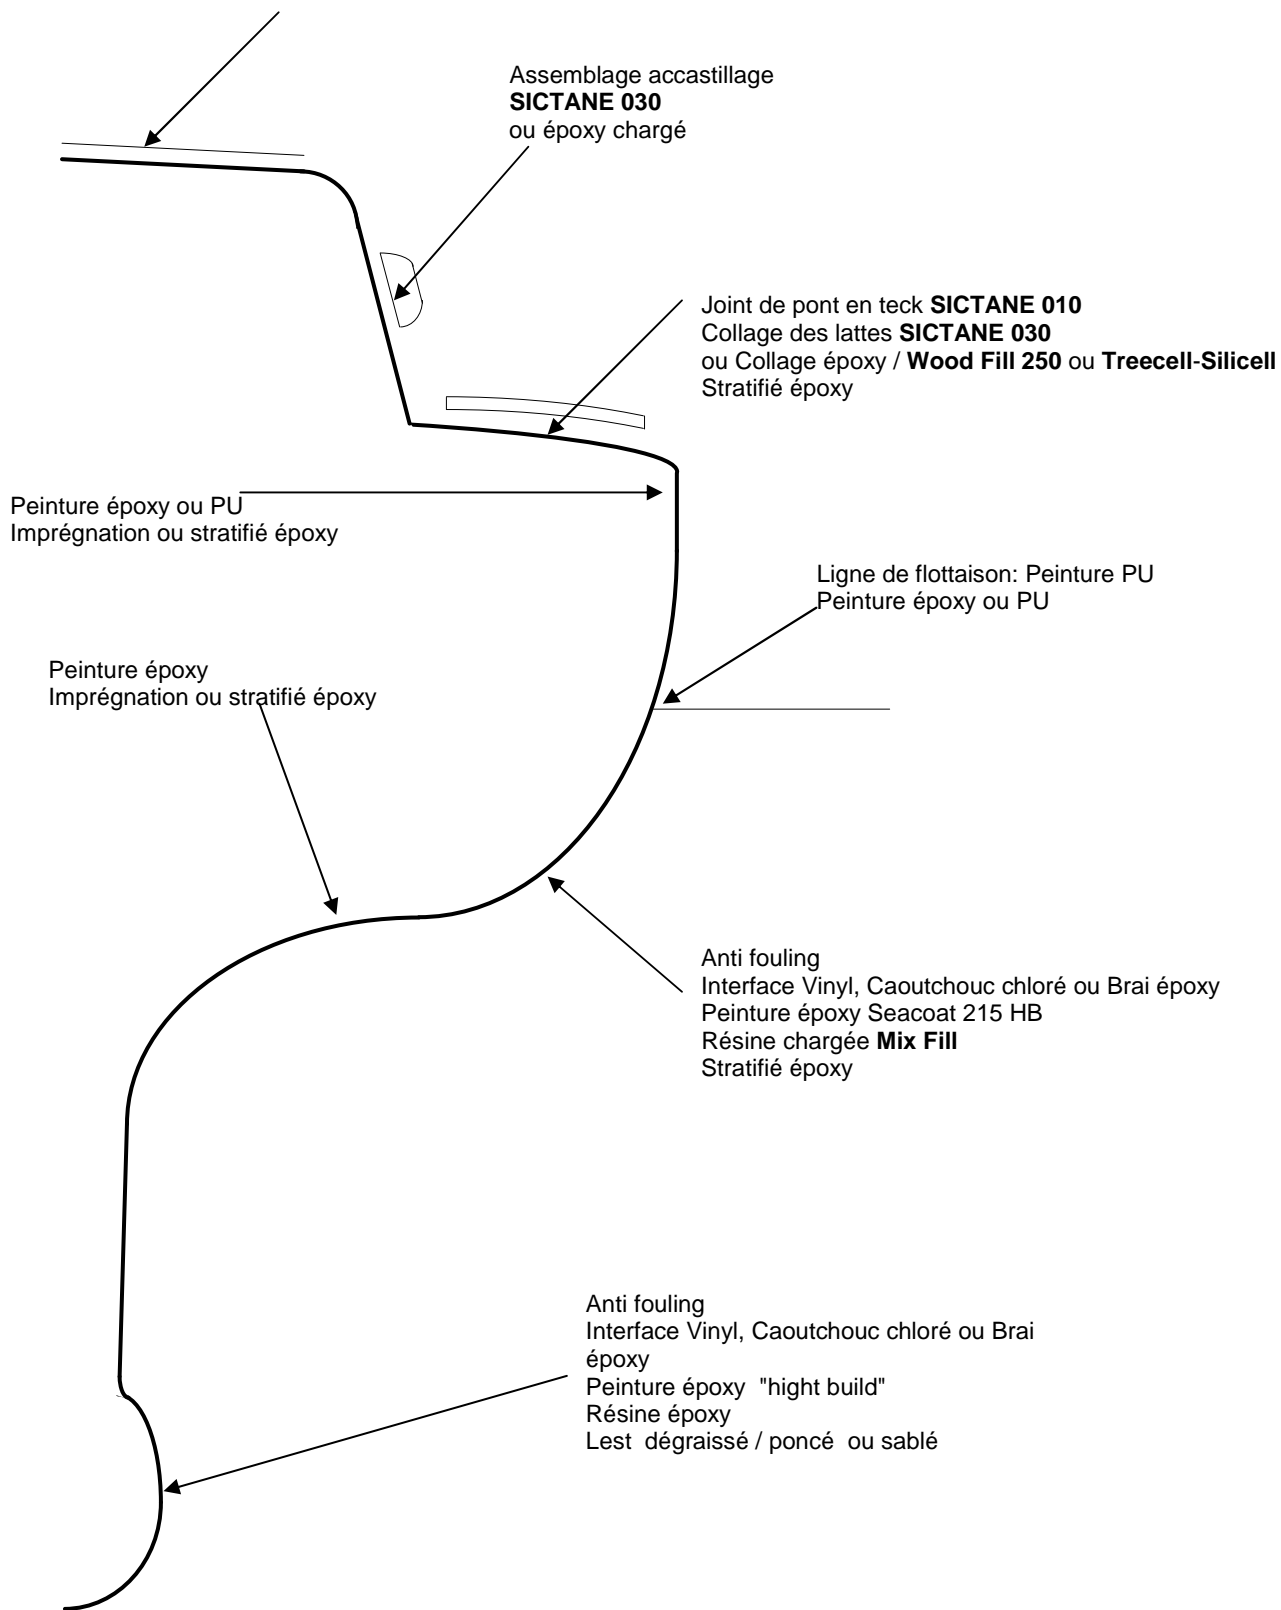 Assemblage accastillage
SICTANE 030
ou époxy chargé
Joint de pont en teck SICTANE 010
Collage des lattes SICTANE 030
ou Collage époxy / Wood Fill 250 ou Treecell-Silicell
Stratifié époxy
Peinture époxy ou PU
Imprégnation ou stratifié époxy
Ligne de flottaison: Peinture PU
Peinture époxy ou PU
Peinture époxy
Imprégnation ou stratifié époxy
Anti fouling
Interface Vinyl, Caoutchouc chloré ou Brai époxy
Peinture époxy Seacoat 215 HB
Résine chargée Mix Fill
Stratifié époxy
Anti fouling
Interface Vinyl, Caoutchouc chloré ou Brai
époxy
Peinture époxy "hight build"
Résine époxy
Lest dégraissé / poncé ou sablé